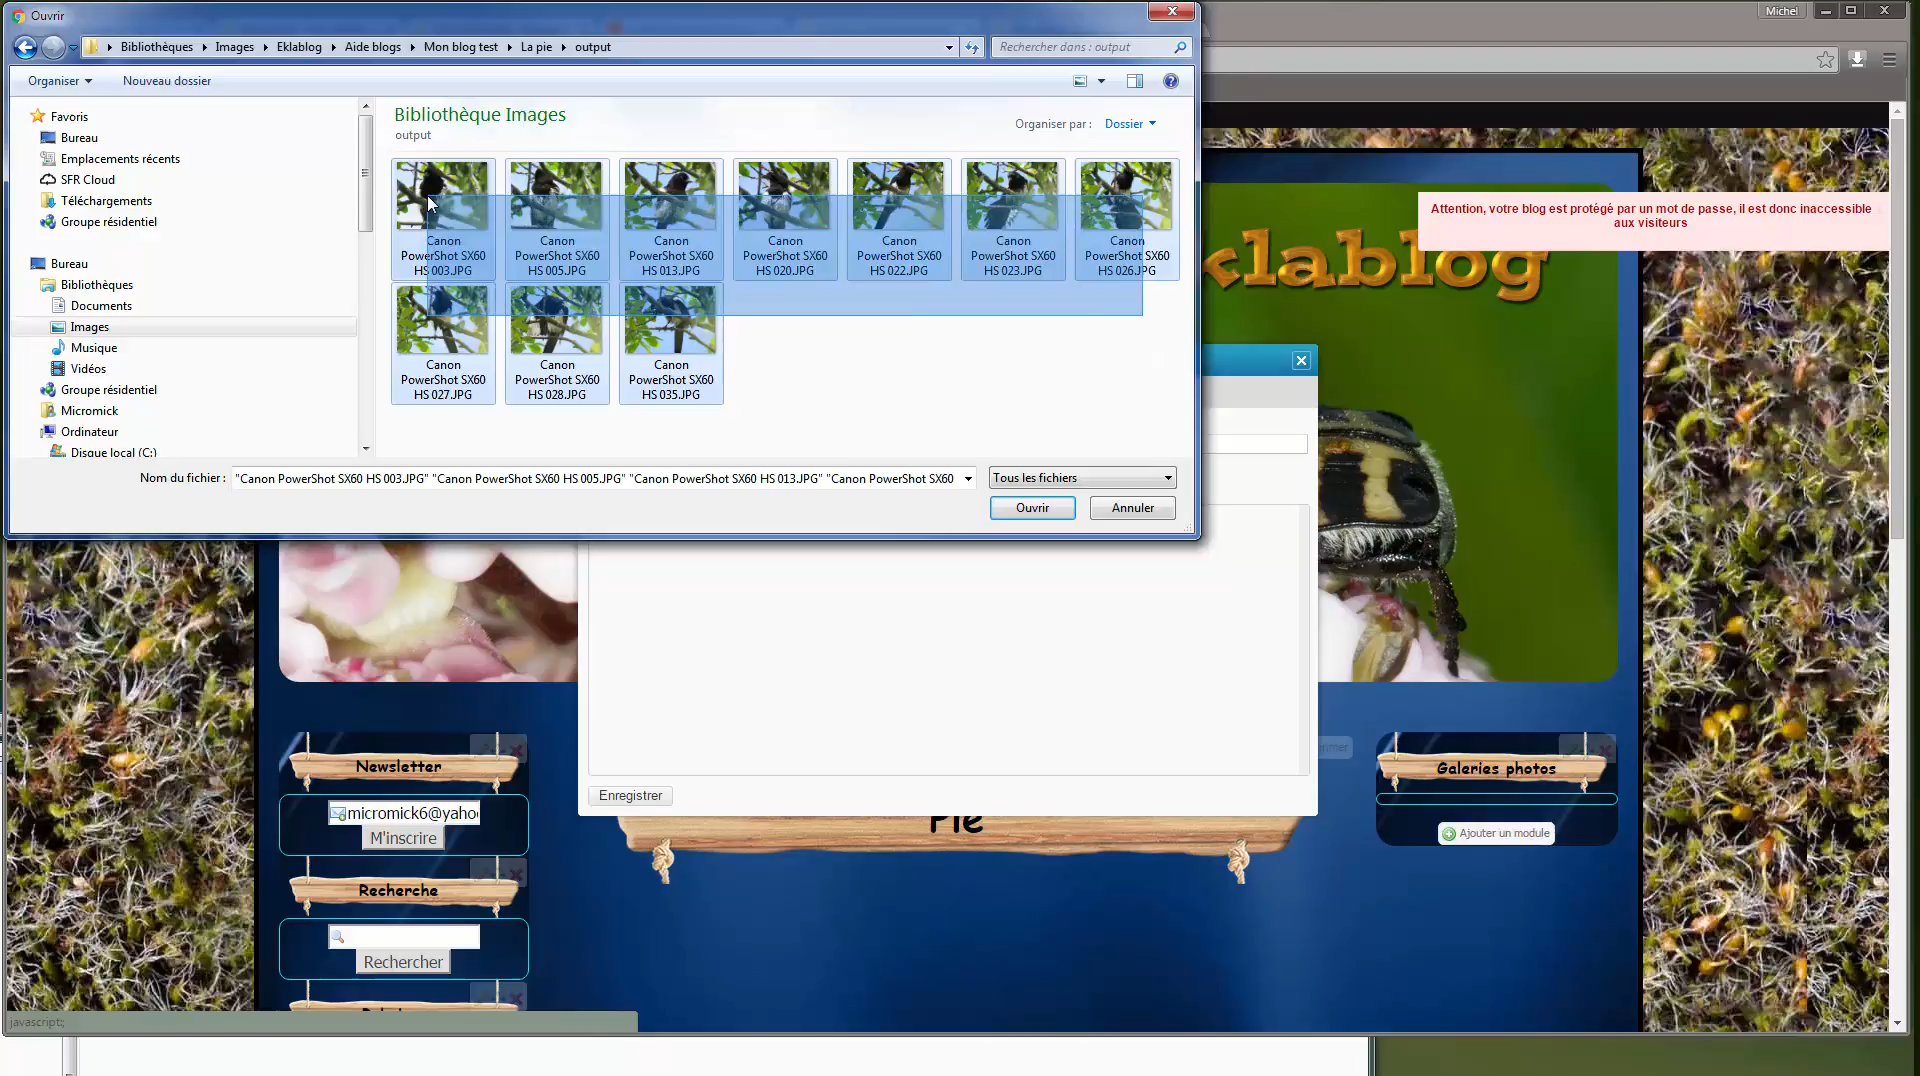 Ouvrir
Michel
Bibliothèques Images Eklablog Aide blogs Mon blog test La pie output
Rechercher dans : output
Organiser Nouveau dossier
Favoris
Bureau
Emplacements récents
SFR Cloud
Téléchargements
Groupe résidentiel
Bureau
Bibliothèques
Documents
Images
Musique
Vidéos
Groupe résidentiel
Micromick
Ordinateur
Disque local (C:)
Bibliothèque Images
output
Organiser par : Dossier
Canon PowerShot SX60 HS 003.JPG
Canon PowerShot SX60 HS 005.JPG
Canon PowerShot SX60 HS 013.JPG
Canon PowerShot SX60 HS 020.JPG
Canon PowerShot SX60 HS 022.JPG
Canon PowerShot SX60 HS 023.JPG
Canon PowerShot SX60 HS 026.JPG
Canon PowerShot SX60 HS 027.JPG
Canon PowerShot SX60 HS 028.JPG
Canon PowerShot SX60 HS 035.JPG
Nom du fichier : "Canon PowerShot SX60 HS 003.JPG" "Canon PowerShot SX60 HS 005.JPG" "Canon PowerShot SX60 HS 013.JPG" "Canon PowerShot SX60
Tous les fichiers
Ouvrir
Annuler
Attention, votre blog est protégé par un mot de passe, il est donc inaccessible
aux visiteurs
klablog
Enregistrer
Pie
Newsletter
micromick6@yaho
M'inscrire
Recherche
Rechercher
Galeries photos
Ajouter un module
javascript:;